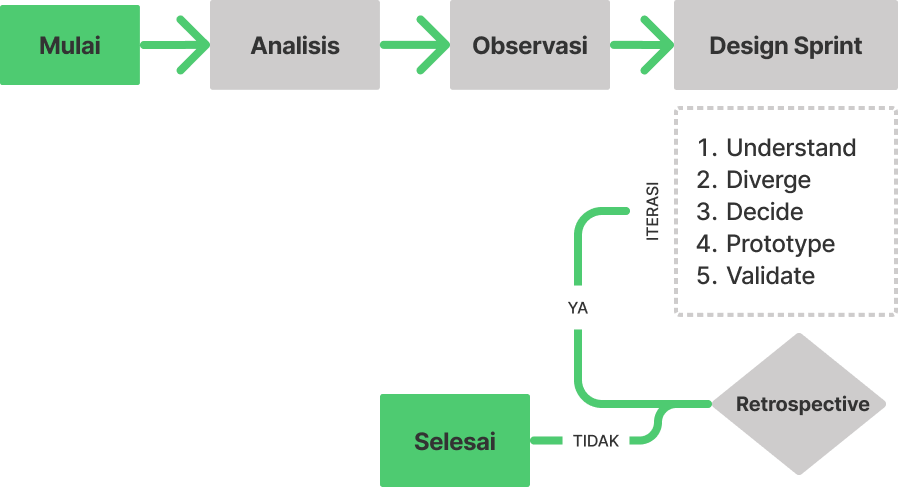 Mulai
Analisis
Observasi
Design Sprint
1. Understand
2. Diverge
3. Decide
4. Prototype
5. Validate
ITERASI
YA
Retrospective
TIDAK
Selesai